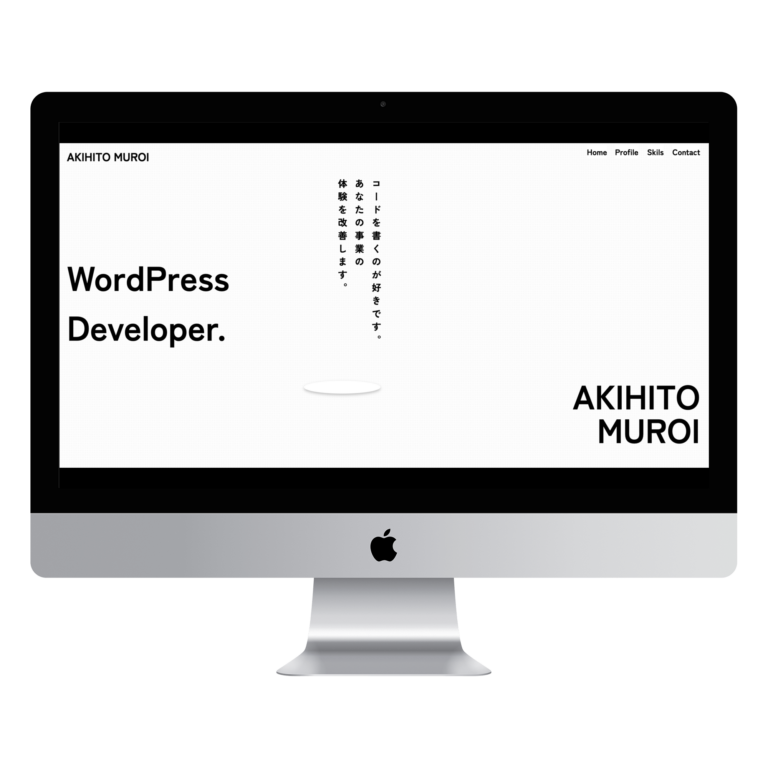 AKIHITO MUROI
Home Profile Skils Contact
コードを書くのが好きです。
あなたの事業の
体験を改善します。
WordPress
Developer.
AKIHITO
MUROI